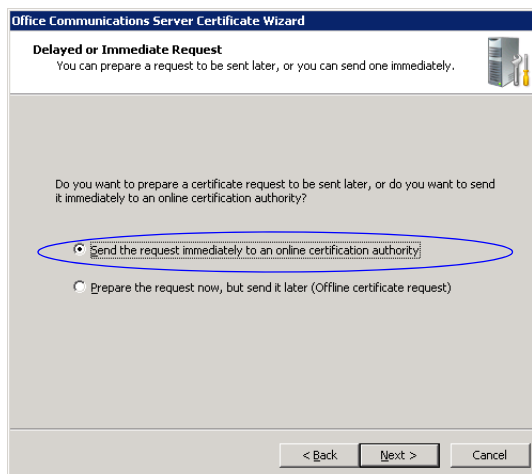 Office Communications Server Certificate Wizard
Delayed or Immediate Request
You can prepare a request to be sent later, or you can send one immediately.
Do you want to prepare a certificate request to be sent later, or do you want to send
it immediately to an online certification authority?
Send the request immediately to an online certification authority
Prepare the request now, but send it later (Offline certificate request)
< Back
Next >
Cancel